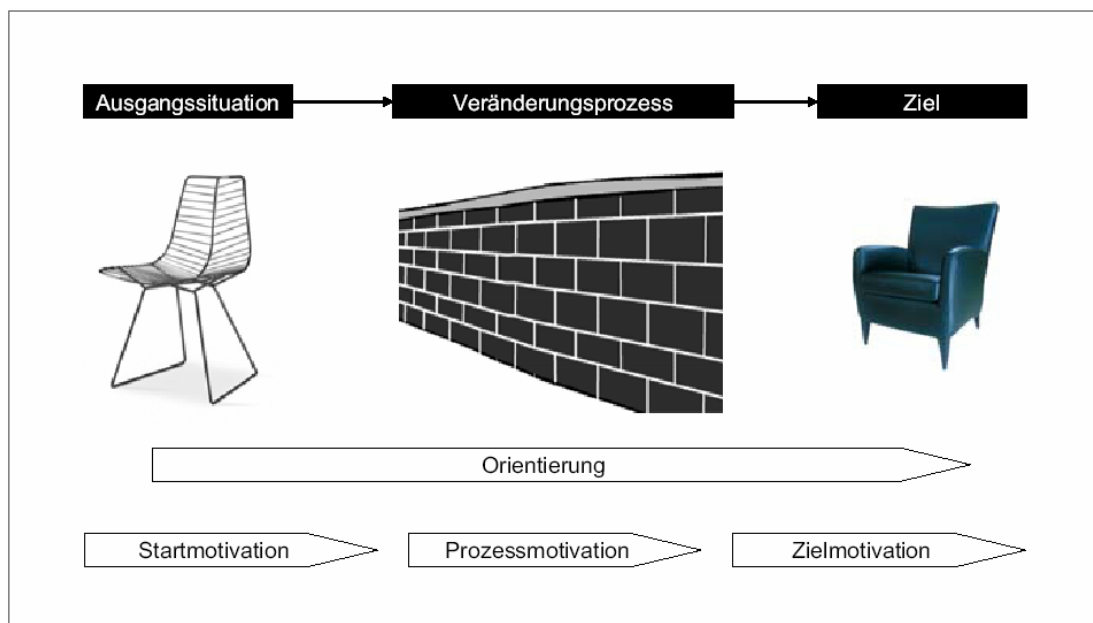 Ausgangssituation
Veränderungsprozess
Ziel
Orientierung
Startmotivation
Prozessmotivation
Zielmotivation